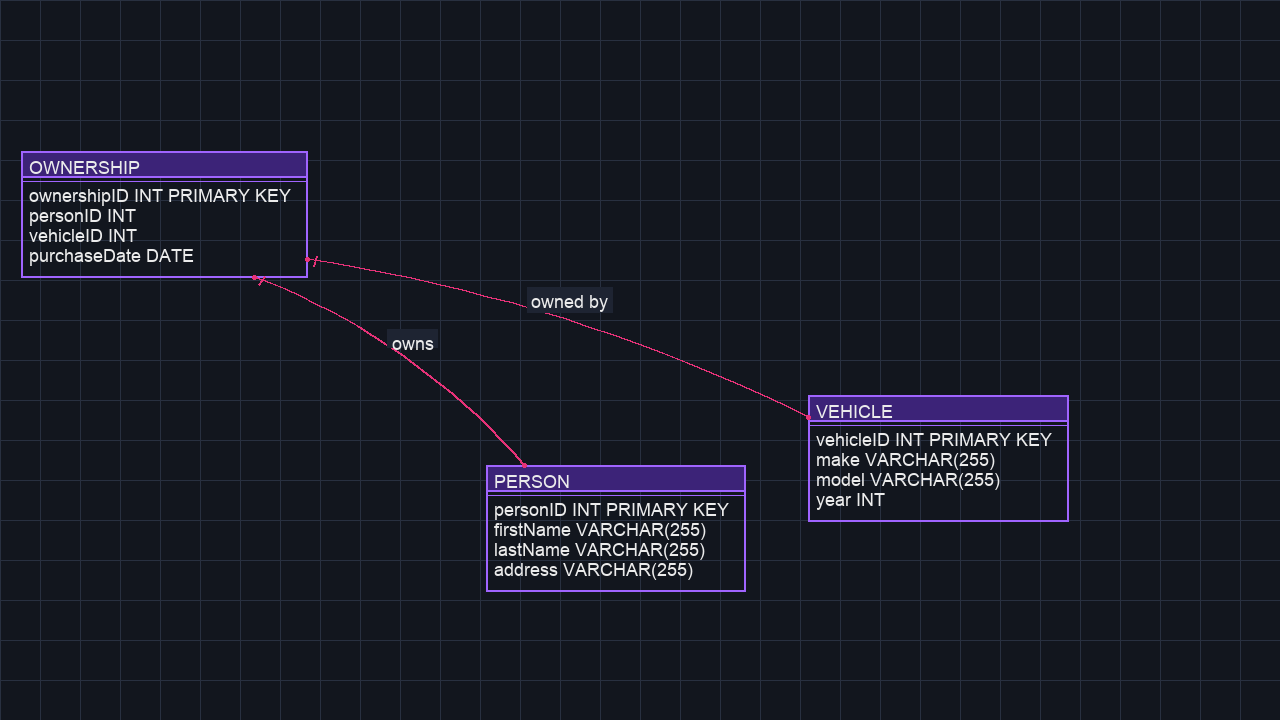 OWNERSHIP
ownershipID INT PRIMARY KEY
personID INT
vehicleID INT
purchaseDate DATE
owned by
owns
VEHICLE
vehicleID INT PRIMARY KEY
make VARCHAR(255)
model VARCHAR(255)
year INT
PERSON
personID INT PRIMARY KEY
firstName VARCHAR(255)
lastName VARCHAR(255)
address VARCHAR(255)